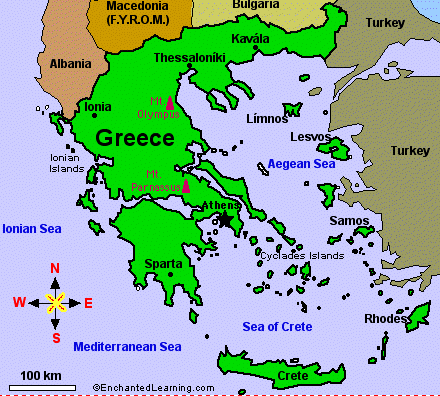 Macedonia
(F.Y.R.O.M.)
Bulgaria
Turkey
Albania
Kavála
Thessaloníki
Ionia
Mt.
Olympus
Límnos
Greece
Lesvos
Turkey
Ionian
Islands
Aegean Sea
Mt
Parnassus
Athens
Samos
Ionian Sea
Cyclades Islands
Sparta
N
W
E
S
Rhodes
Sea of Crete
Mediterranean Sea
Crete
100 km
©EnchantedLearning.com